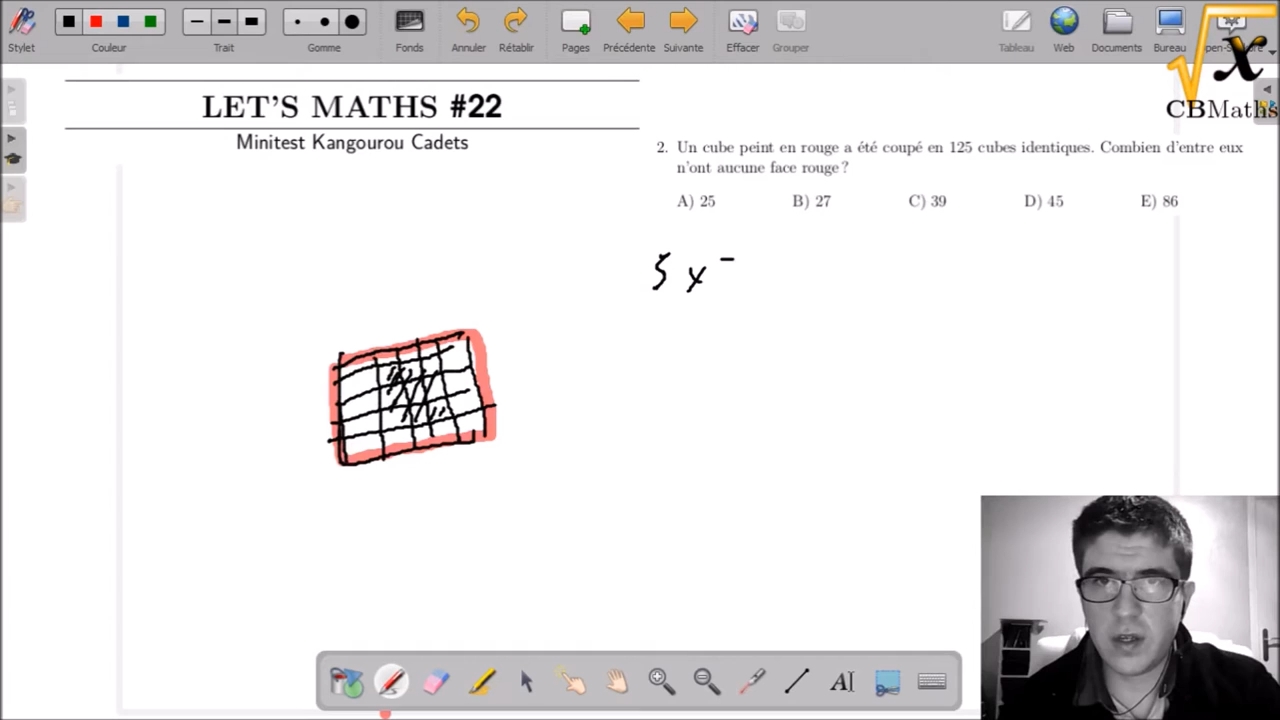 Stylet
Couleur
Trait
Gomme
Fonds
Annuler
Rétablir
Pages
Précédente
Suivante
Effacer
Grouper
Tableau
Web
Documents
Bureau
x
CBMaths
LET'S MATHS #22
Minitest Kangourou Cadets
2. Un cube peint en rouge a été coupé en 125 cubes identiques. Combien d'entre eux
n'ont aucune face rouge ?
A) 25 B) 27 C) 39 D) 45 E) 86
5 x